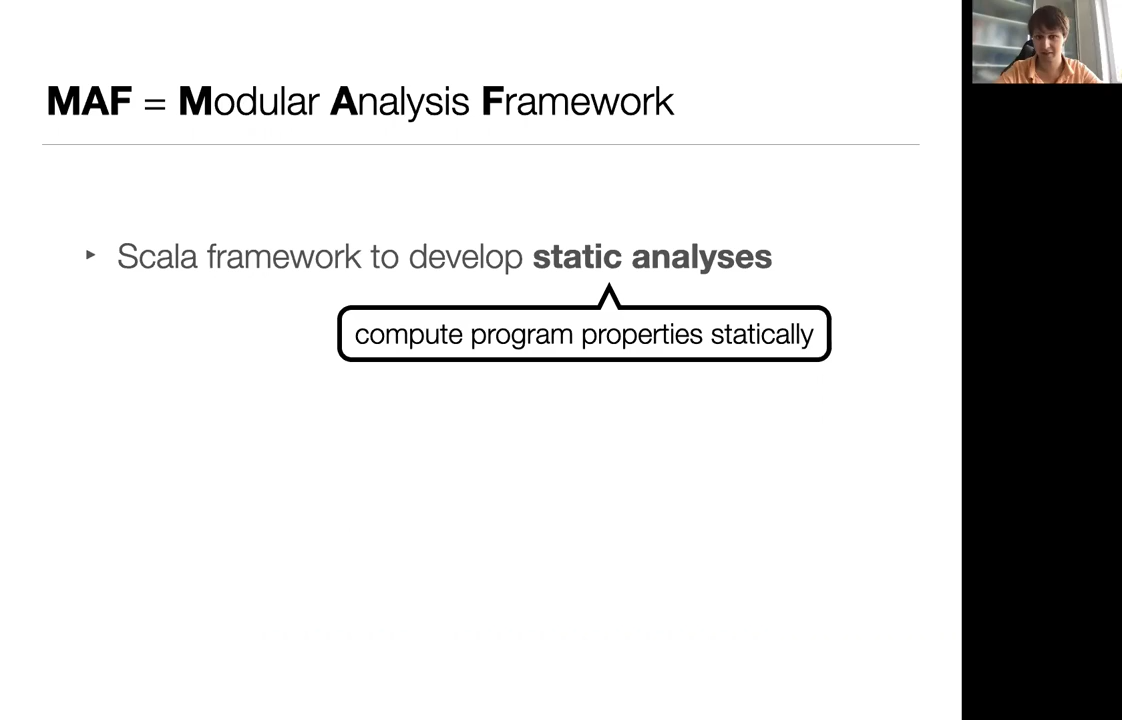 MAF = Modular Analysis Framework
‣ Scala framework to develop static analyses
compute program properties statically